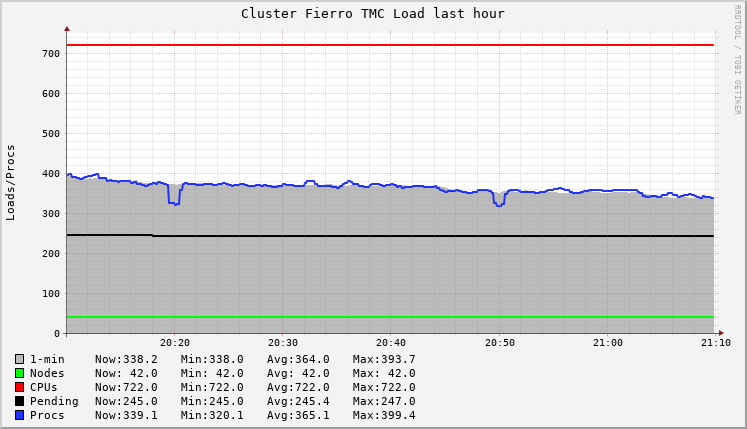 Cluster Fierro TMC Load last hour
RRDTOOL / TOBI OETIKER
Loads/Procs
700
600
500
400
300
200
100
0
20:20 20:30 20:40 20:50 21:00 21:10
1-min Now:338.2 Min:338.0 Avg:364.0 Max:393.7
Nodes Now: 42.0 Min: 42.0 Avg: 42.0 Max: 42.0
CPUs Now:722.0 Min:722.0 Avg:722.0 Max:722.0
Pending Now:245.0 Min:245.0 Avg:245.4 Max:247.0
Procs Now:339.1 Min:320.1 Avg:365.1 Max:399.4